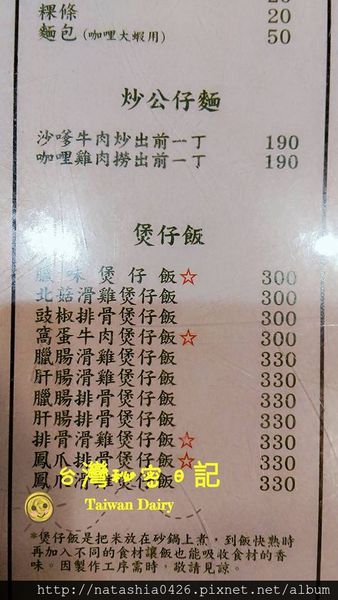 20
粿條 20
麵包(咖哩大蝦用) 50
炒公仔麵
沙嗲牛肉炒出前一丁 190
咖哩雞肉撈出前一丁 190
煲仔飯
臘味煲仔飯☆ 300
北菇滑雞煲仔飯 300
豉椒排骨煲仔飯 300
窩蛋牛肉煲仔飯☆ 300
臘腸滑雞煲仔飯 330
肝腸滑雞煲仔飯 330
臘腸排骨煲仔飯 330
肝腸排骨煲仔飯 330
排骨滑雞煲仔飯☆ 330
鳳爪排骨煲仔飯☆ 330
鳳爪滑雞煲仔飯☆ 330
台灣秘密日記
Taiwan Dairy
*煲仔飯是把米放在砂鍋上煮,到飯快熟時
再加入不同的食材讓飯也能吸收食材的香
味。因製作工序需時,敬請見諒。
http://natashia0426.pixnet.net/album